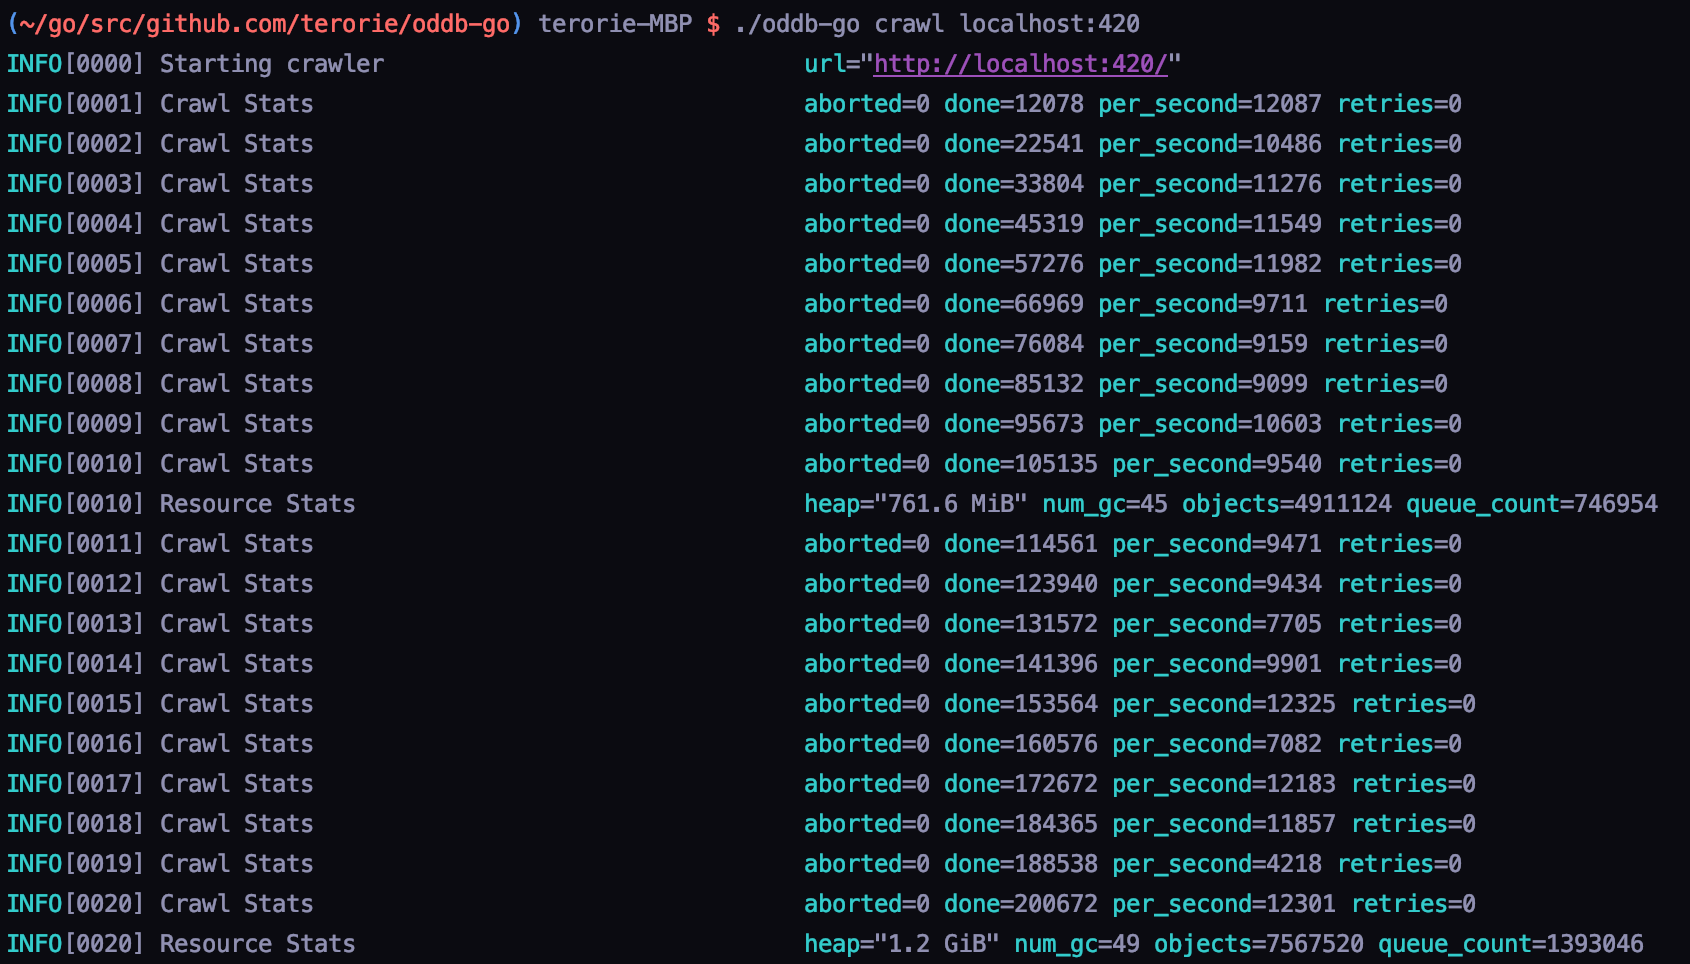 (~/go/src/github.com/terorie/oddb-go) terorie-MBP $ ./oddb-go crawl localhost:420
INFO[0000] Starting crawler url="http://localhost:420/"
INFO[0001] Crawl Stats aborted=0 done=12078 per_second=12087 retries=0
INFO[0002] Crawl Stats aborted=0 done=22541 per_second=10486 retries=0
INFO[0003] Crawl Stats aborted=0 done=33804 per_second=11276 retries=0
INFO[0004] Crawl Stats aborted=0 done=45319 per_second=11549 retries=0
INFO[0005] Crawl Stats aborted=0 done=57276 per_second=11982 retries=0
INFO[0006] Crawl Stats aborted=0 done=66969 per_second=9711 retries=0
INFO[0007] Crawl Stats aborted=0 done=76084 per_second=9159 retries=0
INFO[0008] Crawl Stats aborted=0 done=85132 per_second=9099 retries=0
INFO[0009] Crawl Stats aborted=0 done=95673 per_second=10603 retries=0
INFO[0010] Crawl Stats aborted=0 done=105135 per_second=9540 retries=0
INFO[0010] Resource Stats heap="761.6 MiB" num_gc=45 objects=4911124 queue_count=746954
INFO[0011] Crawl Stats aborted=0 done=114561 per_second=9471 retries=0
INFO[0012] Crawl Stats aborted=0 done=123940 per_second=9434 retries=0
INFO[0013] Crawl Stats aborted=0 done=131572 per_second=7705 retries=0
INFO[0014] Crawl Stats aborted=0 done=141396 per_second=9901 retries=0
INFO[0015] Crawl Stats aborted=0 done=153564 per_second=12325 retries=0
INFO[0016] Crawl Stats aborted=0 done=160576 per_second=7082 retries=0
INFO[0017] Crawl Stats aborted=0 done=172672 per_second=12183 retries=0
INFO[0018] Crawl Stats aborted=0 done=184365 per_second=11857 retries=0
INFO[0019] Crawl Stats aborted=0 done=188538 per_second=4218 retries=0
INFO[0020] Crawl Stats aborted=0 done=200672 per_second=12301 retries=0
INFO[0020] Resource Stats heap="1.2 GiB" num_gc=49 objects=7567520 queue_count=1393046